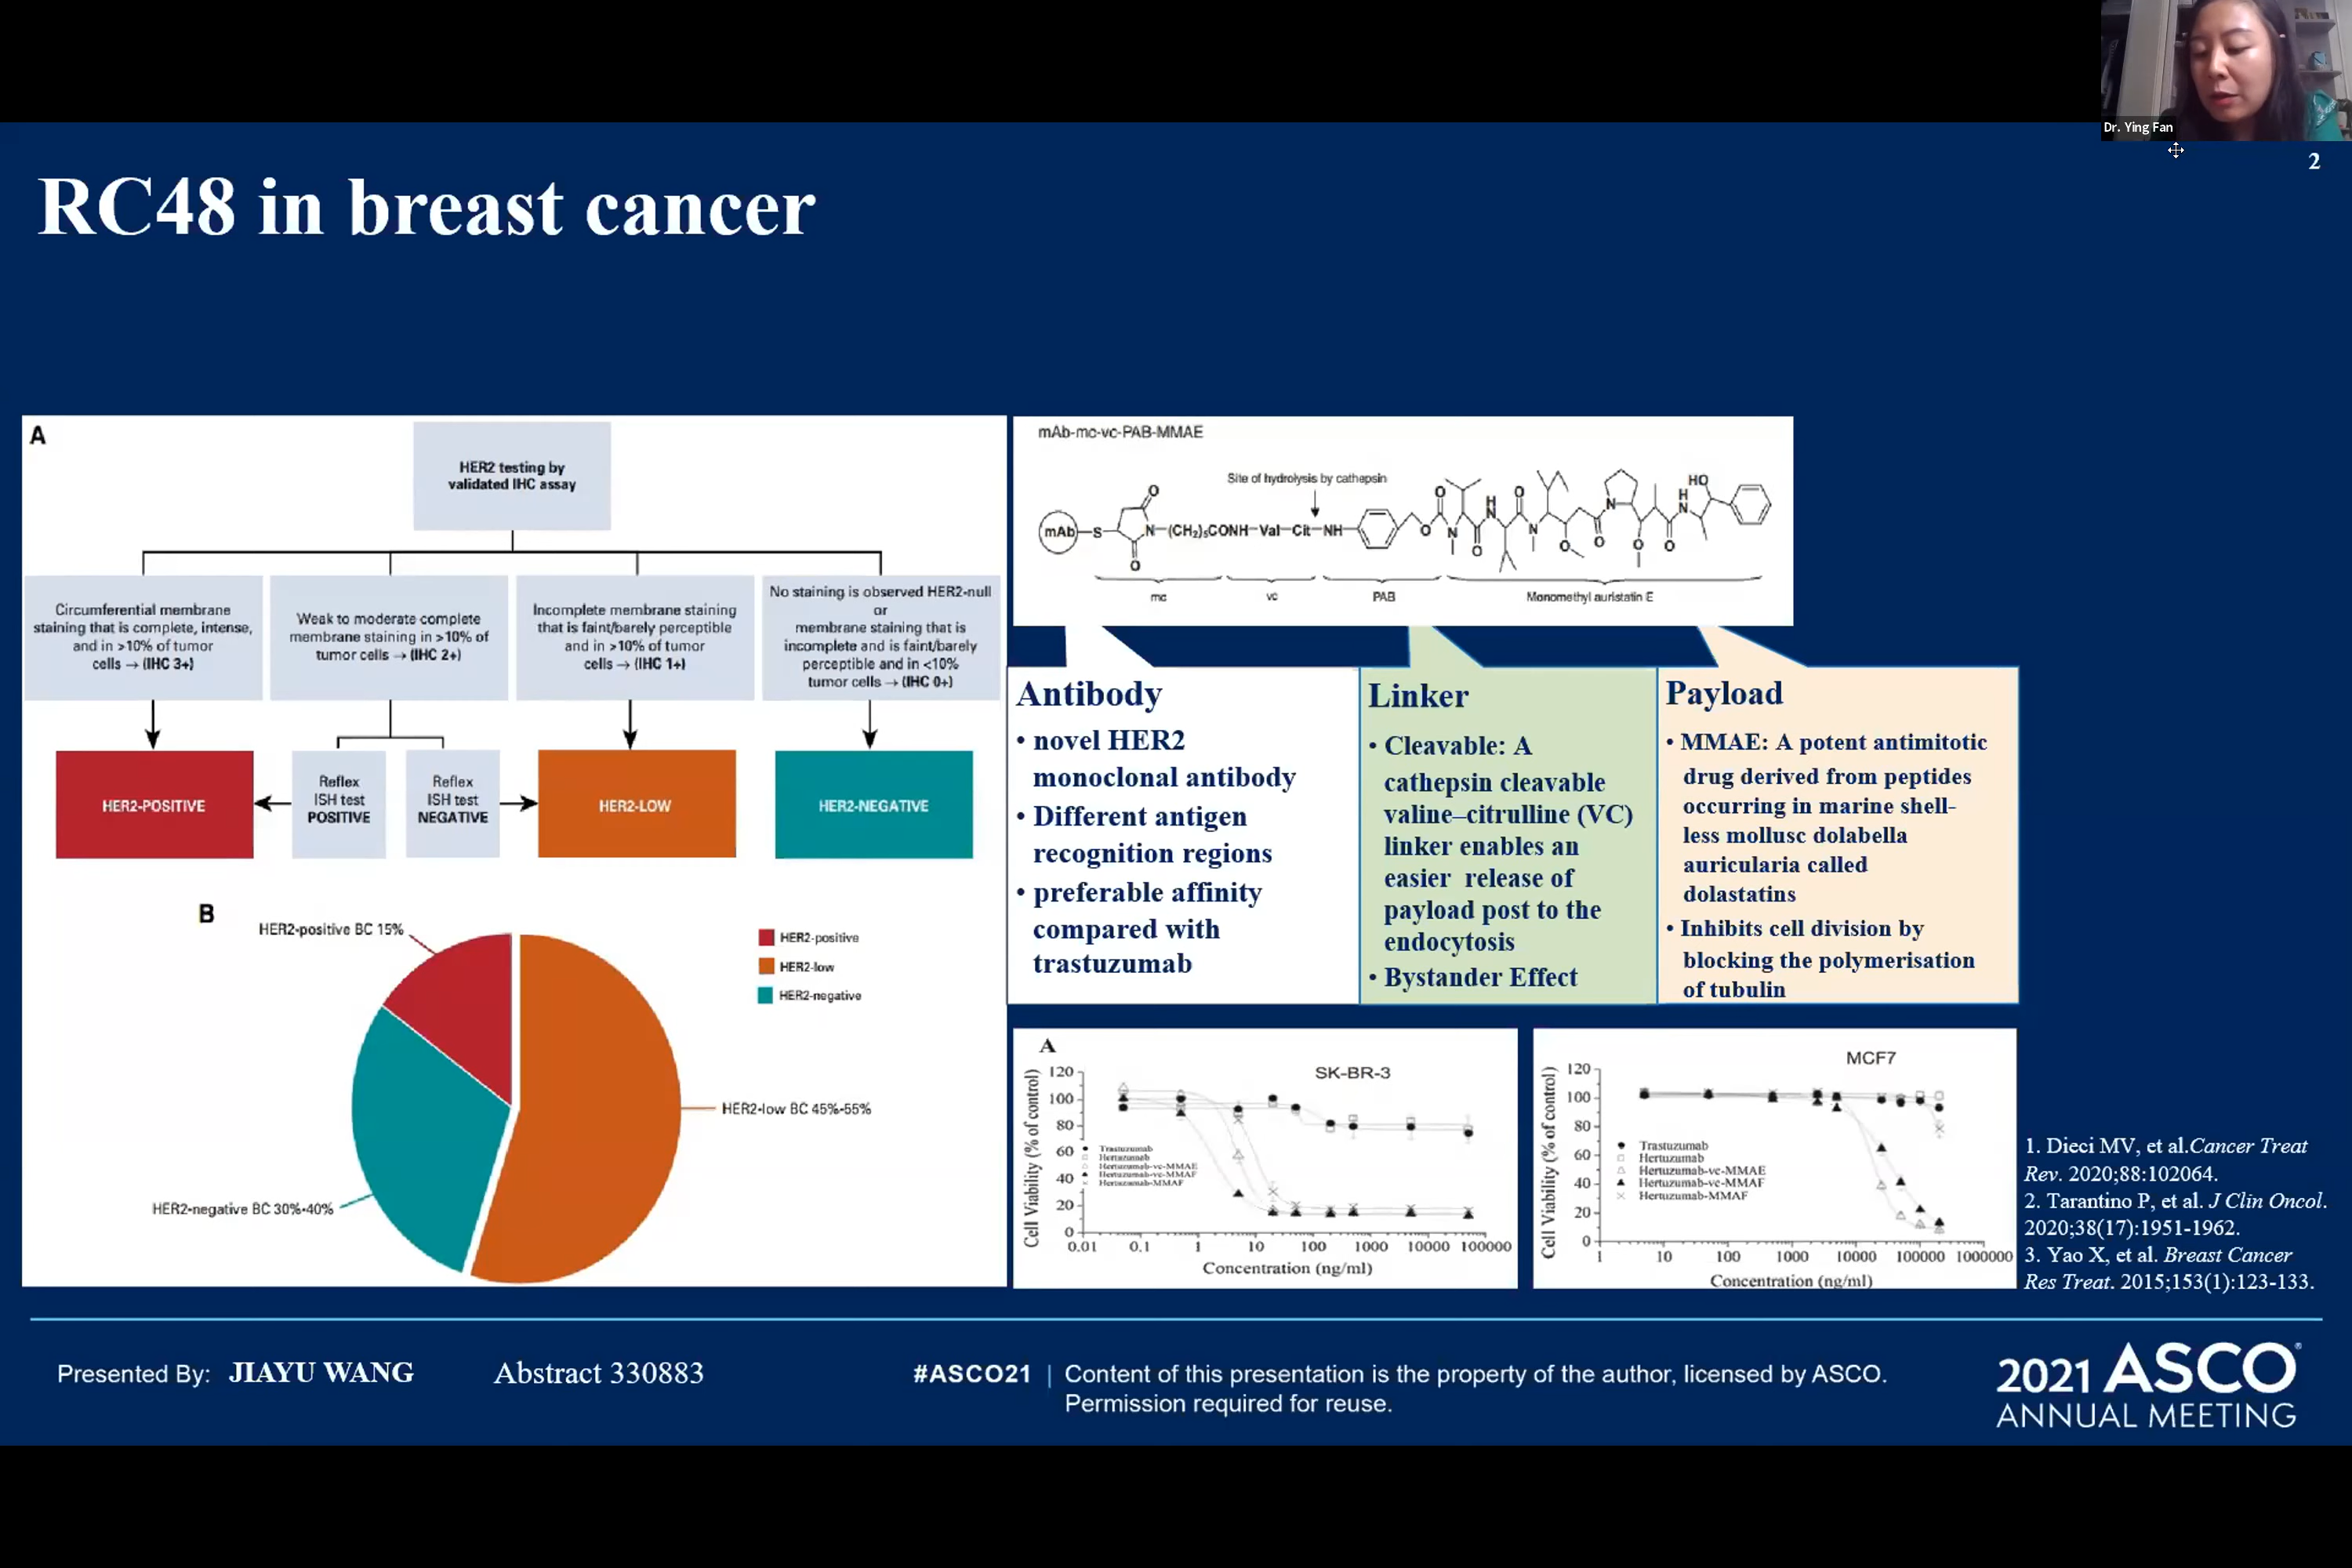 Dr. Ying Fan
2
RC48 in breast cancer
A
HER2 testing by
validated IHC assay
Circumferential membrane
staining that is complete, intense,
and in >10% of tumor
cells → (IHC 3+)
Weak to moderate complete
membrane staining in >10% of
tumor cells → (IHC 2+)
Incomplete membrane staining
that is faint/barely perceptible
and in >10% of tumor
cells → (IHC 1+)
No staining is observed HER2-null
or
membrane staining that is
incomplete and is faint/barely
perceptible and in <10%
tumor cells → (IHC 0+)
HER2-POSITIVE
Reflex
ISH test
POSITIVE
Reflex
ISH test
NEGATIVE
HER2-LOW
HER2-NEGATIVE
B
HER2-positive BC 15%
HER2-low BC 45%-55%
HER2-negative BC 30%-40%
HER2-positive
HER2-low
HER2-negative
mAb-mc-vc-PAB-MMAE
Site of hydrolysis by cathepsin
mAb S N (CH₂)₅CONH Val Cit NH O O O O N O H N O N O O N O O H N HO
mc
vc
PAB
Monomethyl auristatin E
Antibody
• novel HER2
monoclonal antibody
• Different antigen
recognition regions
• preferable affinity
compared with
trastuzumab
Linker
• Cleavable: A
cathepsin cleavable
valine–citrulline (VC)
linker enables an
easier release of
payload post to the
endocytosis
• Bystander Effect
Payload
• MMAE: A potent antimitotic
drug derived from peptides
occurring in marine shell-
less mollusc dolabella
auricularia called
dolastatins
• Inhibits cell division by
blocking the polymerisation
of tubulin
A
SK-BR-3
Cell Viability (% of control)
120
100
80
60
40
20
0
Trastuzumab
Hertuzumab
Hertuzumab-vc-MMAE
Hertuzumab-vc-MMAF
Hertuzumab-MMAF
0.01 0.1 1 10 100 1000 10000 100000
Concentration (ng/ml)
MCF7
Cell Viability (% of control)
120
100
80
60
40
20
0
Trastuzumab
Hertuzumab
Hertuzumab-vc-MMAE
Hertuzumab-vc-MMAF
Hertuzumab-MMAF
1 10 100 1000 10000 100000 1000000
Concentration (ng/ml)
1. Dieci MV, et al.Cancer Treat
Rev. 2020;88:102064.
2. Tarantino P, et al. J Clin Oncol.
2020;38(17):1951-1962.
3. Yao X, et al. Breast Cancer
Res Treat. 2015;153(1):123-133.
Presented By: JIAYU WANG Abstract 330883
#ASCO21 | Content of this presentation is the property of the author, licensed by ASCO.
Permission required for reuse.
2021 ASCO®
ANNUAL MEETING